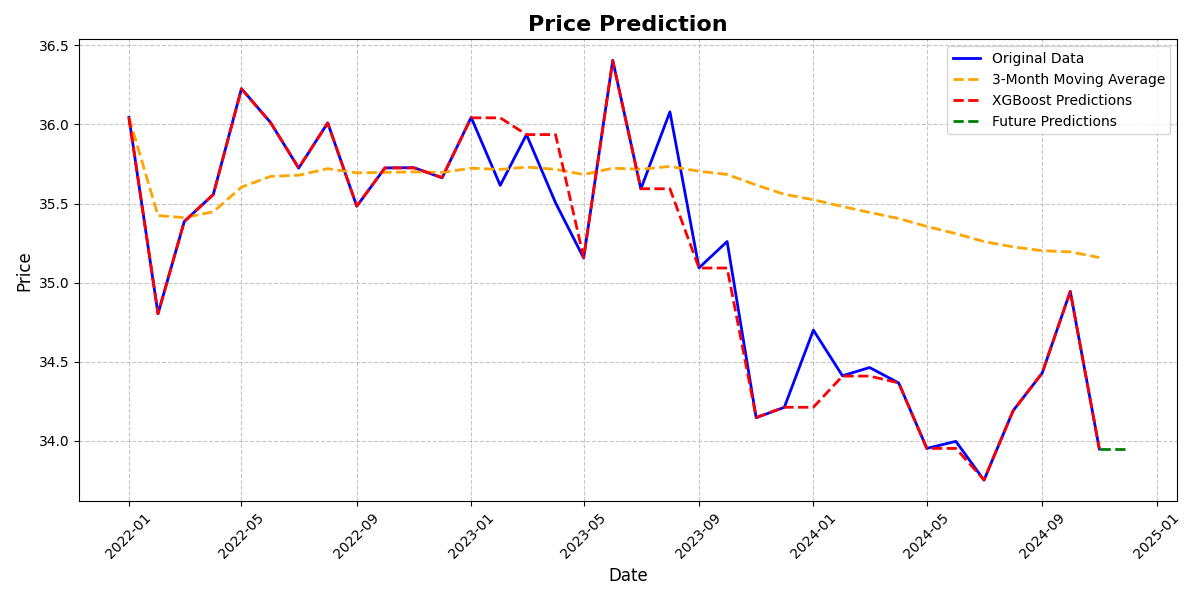 Price Prediction
Original Data
3-Month Moving Average
XGBoost Predictions
Future Predictions
Price
36.5
36.0
35.5
35.0
34.5
34.0
2022-01
2022-05
2022-09
2023-01
2023-05
2023-09
2024-01
2024-05
2024-09
2025-01
Date